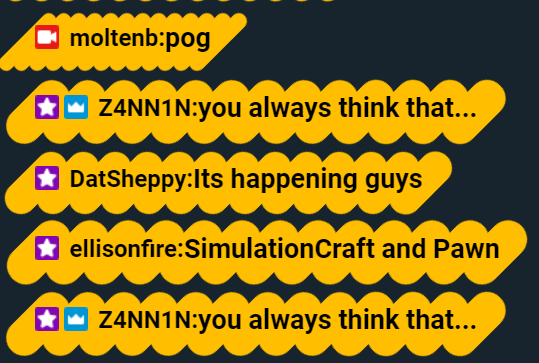 moltenb:pog
Z4NN1N:you always think that...
DatSheppy:Its happening guys
ellisonfire:SimulationCraft and Pawn
Z4NN1N:you always think that...